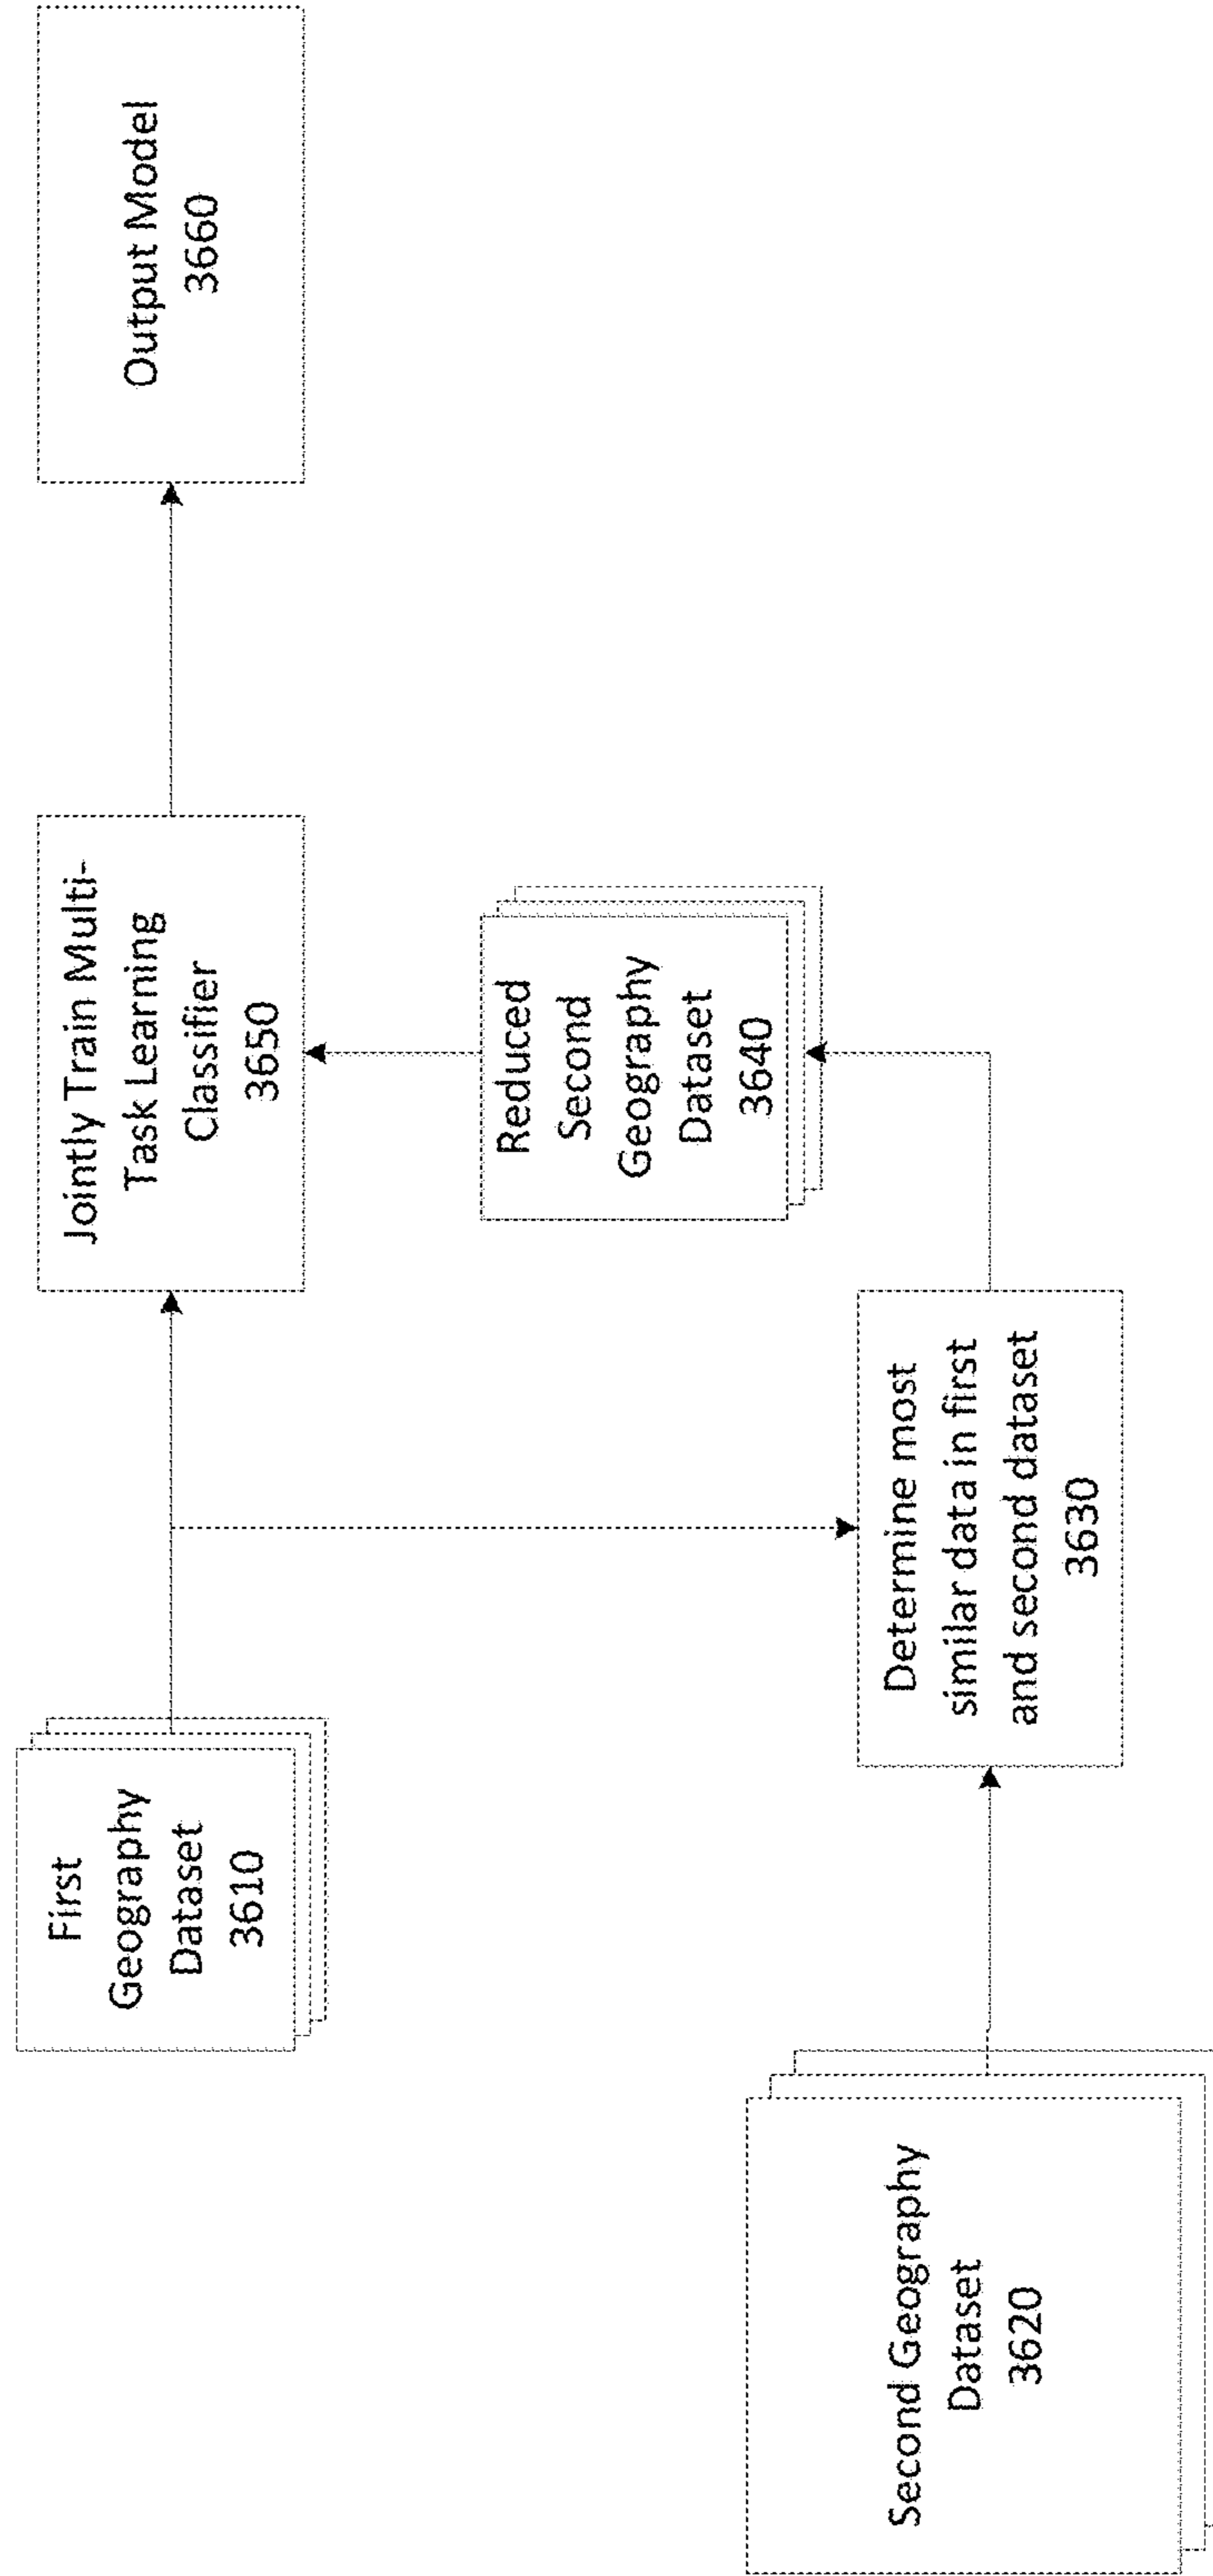 First
Geography
Dataset
3610
Jointly Train Multi-
Task Learning
Classifier
3650
Output Model
3660
Reduced
Second
Geography
Dataset
3640
Second Geography
Dataset
3620
Determine most
similar data in first
and second dataset
3630